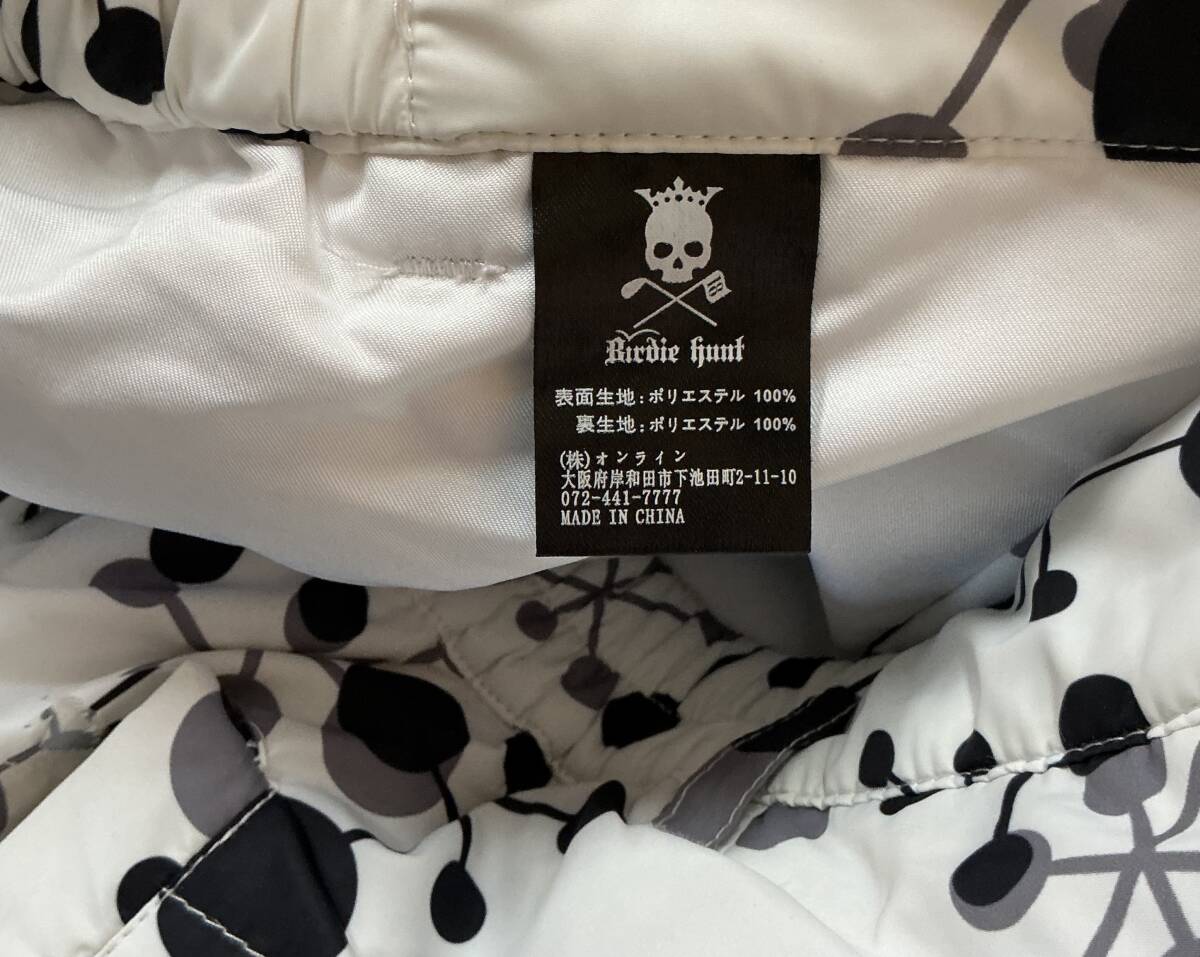 18
Birdie hunt
表面生地：ポリエステル 100%
裏生地：ポリエステル 100%
(株)オンライン
大阪府岸和田市下池田町2-11-10
072-441-7777
MADE IN CHINA